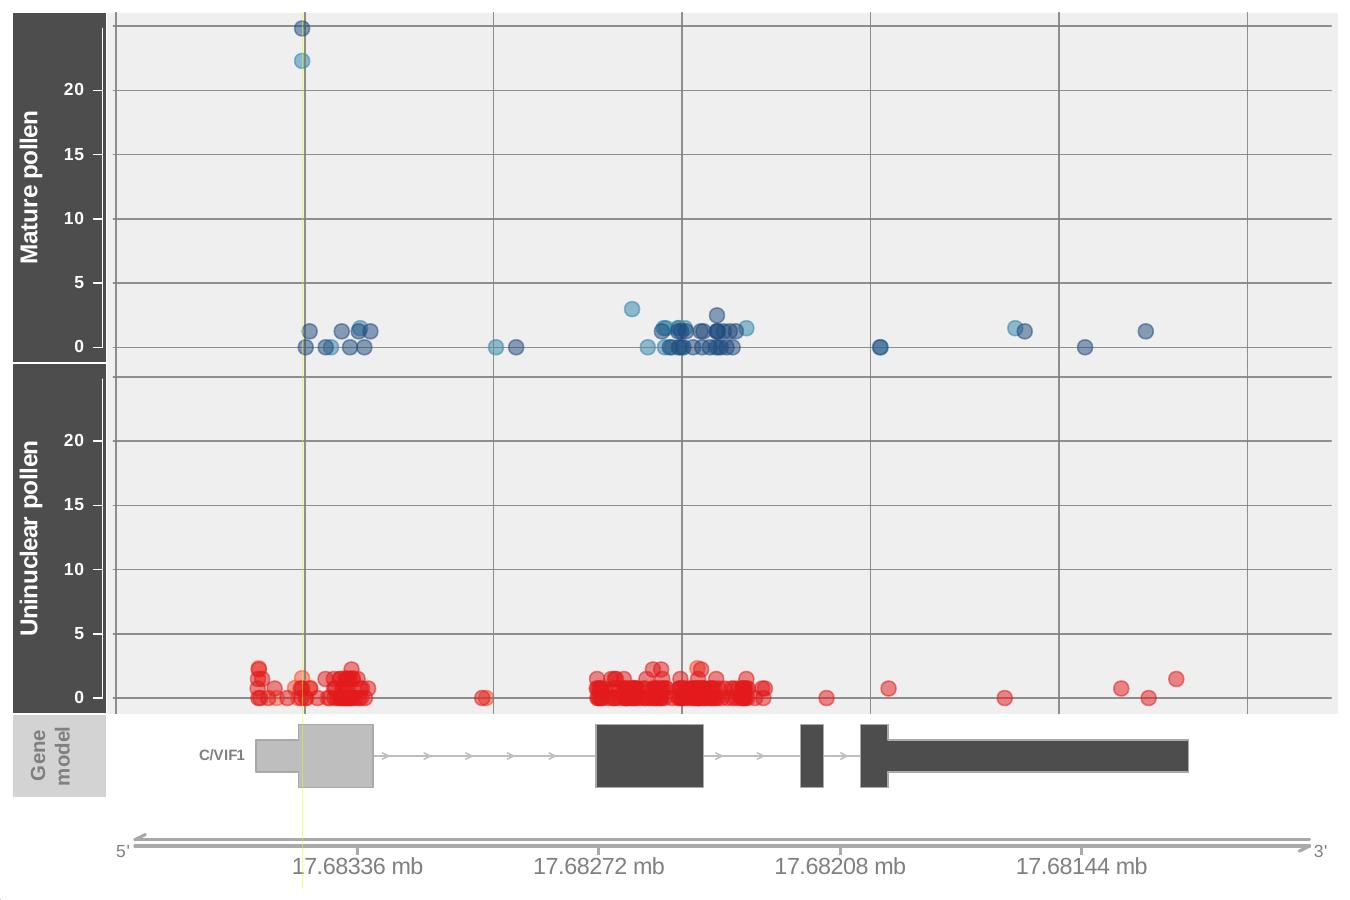 Mature pollen
20
15
10
5
0
Uninuclear pollen
20
15
10
5
0
Gene
model
C/VIF1
5'
3'
17.68336 mb
17.68272 mb
17.68208 mb
17.68144 mb